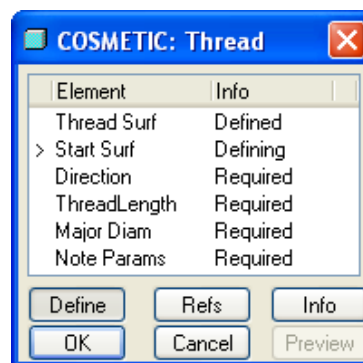 COSMETIC: Thread
Element Info
Thread Surf Defined
> Start Surf Defining
Direction Required
ThreadLength Required
Major Diam Required
Note Params Required
Define Refs Info
OK Cancel Preview